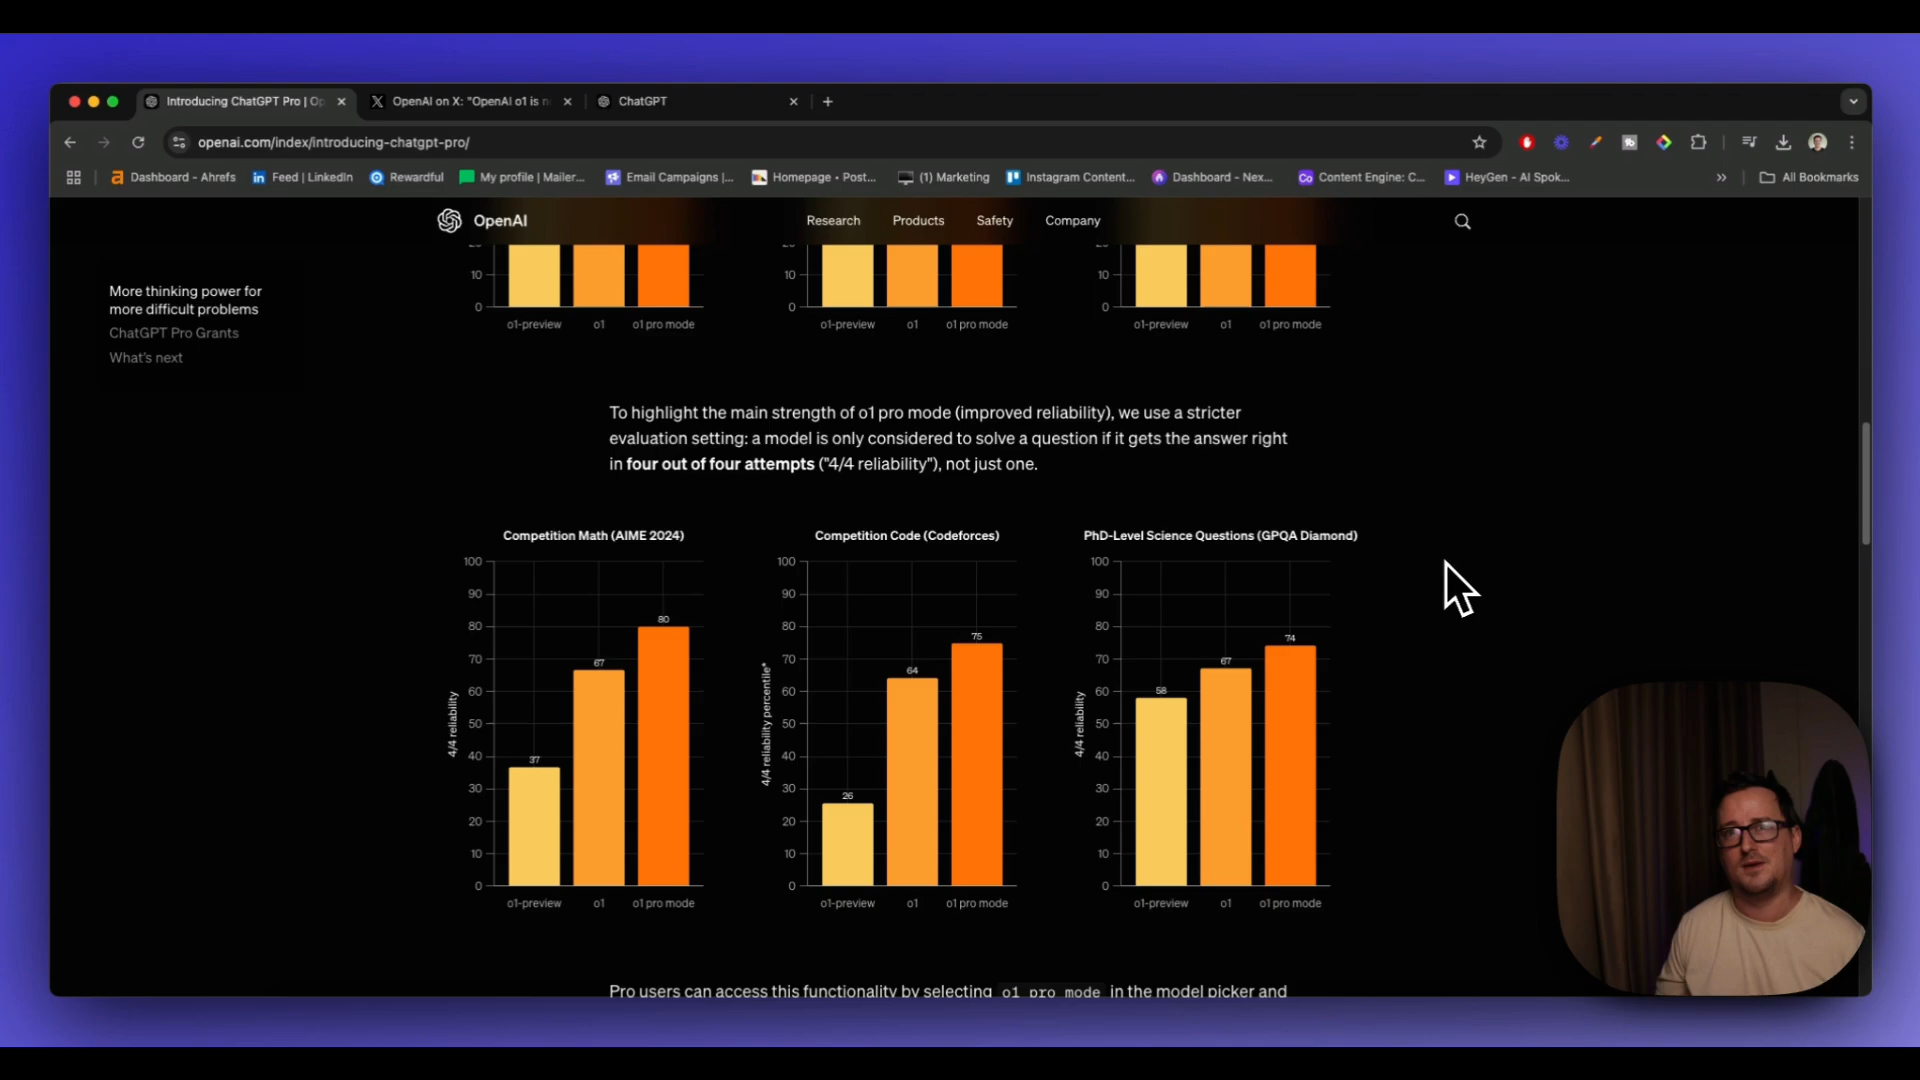 Introducing ChatGPT Pro | Op
OpenAI on X: "OpenAI o1 is n
ChatGPT
openai.com/index/introducing-chatgpt-pro/
Dashboard - Ahrefs
Feed | LinkedIn
Rewardful
My profile | Mailer...
Email Campaigns |...
Homepage • Post...
(1) Marketing
Instagram Content...
Dashboard - Nex...
Content Engine: C...
HeyGen - AI Spok...
All Bookmarks
OpenAI
Research
Products
Safety
Company
More thinking power for
more difficult problems
ChatGPT Pro Grants
What's next
10
0
o1-preview
o1
o1 pro mode
10
0
o1-preview
o1
o1 pro mode
10
0
o1-preview
o1
o1 pro mode
To highlight the main strength of o1 pro mode (improved reliability), we use a stricter
evaluation setting: a model is only considered to solve a question if it gets the answer right
in four out of four attempts ("4/4 reliability"), not just one.
Competition Math (AIME 2024)
100
90
80
70
60
50
40
30
20
10
0
4/4 reliability
37
67
80
o1-preview
o1
o1 pro mode
Competition Code (Codeforces)
100
90
80
70
60
50
40
30
20
10
0
4/4 reliability percentile*
26
64
75
o1-preview
o1
o1 pro mode
PhD-Level Science Questions (GPQA Diamond)
100
90
80
70
60
50
40
30
20
10
0
4/4 reliability
58
67
74
o1-preview
o1
o1 pro mode
Pro users can access this functionality by selecting o1 pro mode in the model picker and